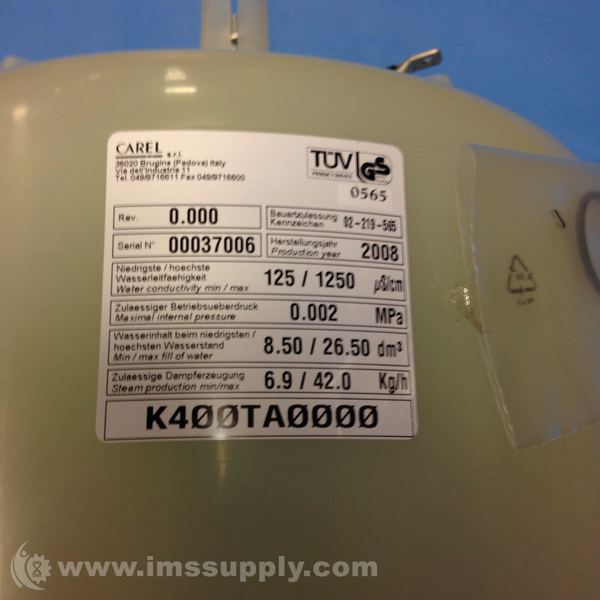 CAREL s.r.l.
35020 Brugine (Padova) Italy
Via dell'Industria 11
Tel. 049/9716611 Fax 049/9716600
TÜV GS
PRODUCT SERVICE
0565
Rev. 0.000
Bauartzulassung
Kennzeichen 02-219-565
Serial N° 00037006
Herstellungsjahr
Production year 2008
Niedrigste / hoechste
Wasserleitfaehigkeit
Water conductivity min / max 125 / 1250 µS/cm
Zulaessiger Betriebsueberdruck
Maximal internal pressure 0.002 MPa
Wasserinhalt beim niedrigsten /
hoechsten Wasserstand
Min / max fill of water 8.50 / 26.50 dm³
Zulaessige Dampferzeugung
Steam production min/max 6.9 / 42.0 Kg/h
K400TA0000
www.imssupply.com